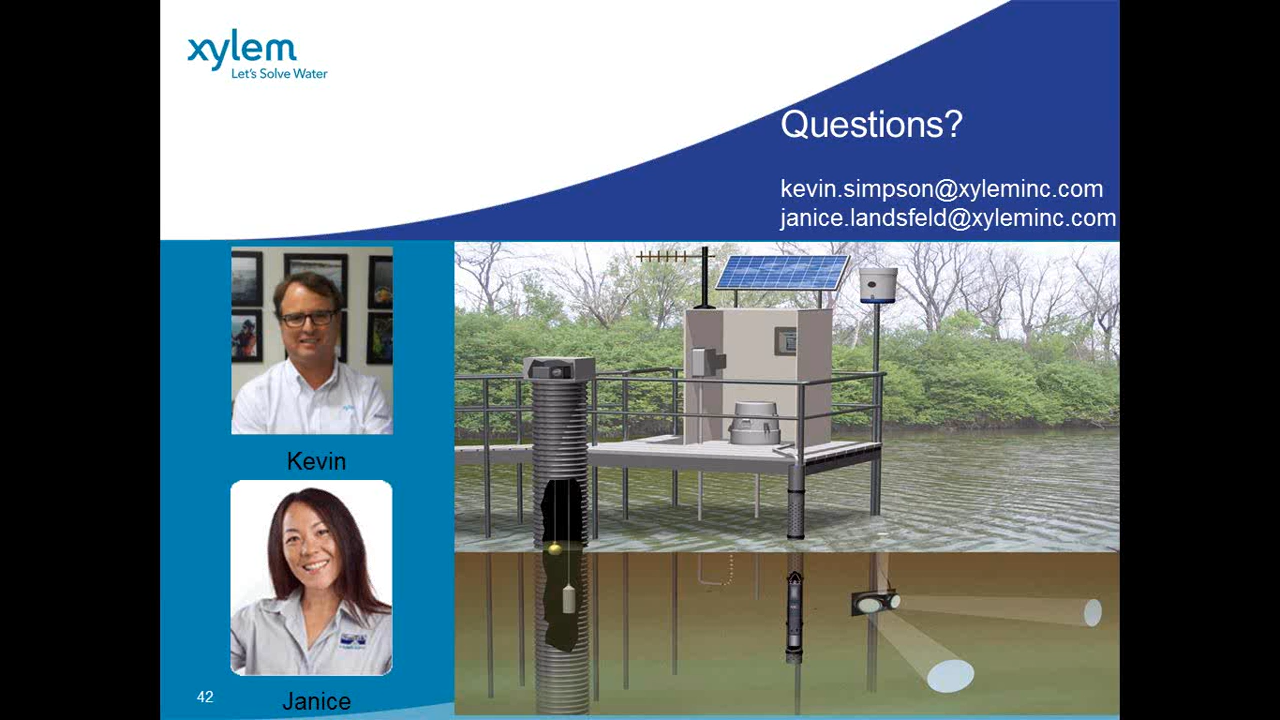 xylem
Let's Solve Water
Questions?
kevin.simpson@xyleminc.com
janice.landsfeld@xyleminc.com
Kevin
Janice
42